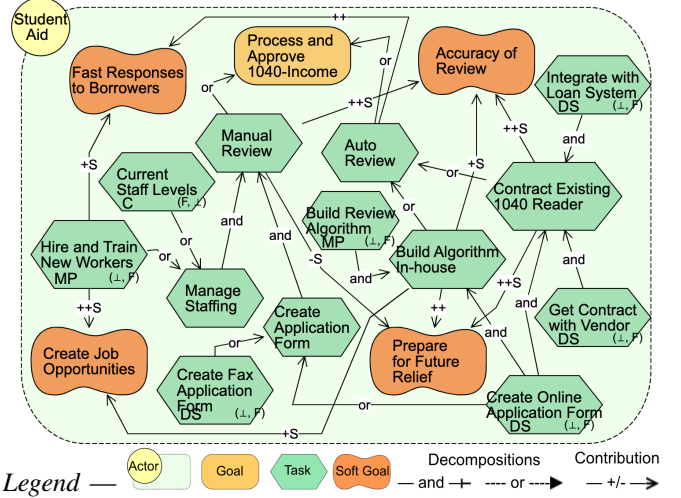 Student
Aid
++
Process and
Approve
1040-Income
Accuracy of
Review
Fast Responses
to Borrowers
or
or
Integrate with
Loan System
DS (⊥, F)
++S
++S
Manual
Review
Auto
Review
and
+S
+S
or
Current
Staff Levels
C (F, ⊥)
Contract Existing
1040 Reader
Build Review
Algorithm
MP (⊥, F)
or
and
and
or
Hire and Train
New Workers
MP (⊥, F)
or
-S
Build Algorithm
In-house
and
and
Manage
Staffing
++S
++S
++
and
Create
Application
Form
Get Contract
with Vendor
DS (⊥, F)
and
Create Job
Opportunities
or
Prepare
for Future
Relief
Create Fax
Application
Form
DS (⊥, F)
or
Create Online
Application Form
DS (⊥, F)
+S
Legend —
Actor
Goal
Task
Soft Goal
Decompositions
and
or
Contribution
+/-